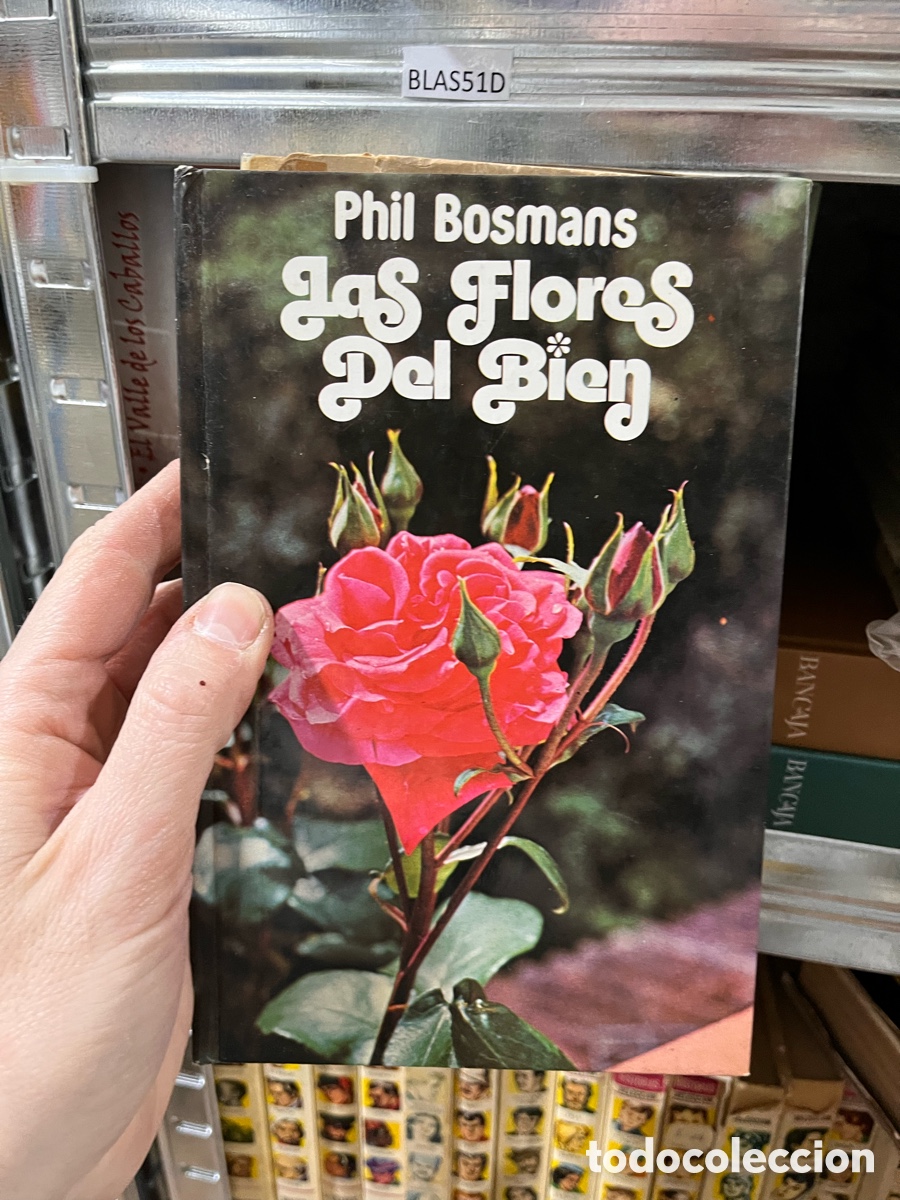 BLAS51D
Phil Bosmans
Las Flores
Del Bien
El Valle de los Caballos
BANCAJA
BANCAJA
todocoleccion